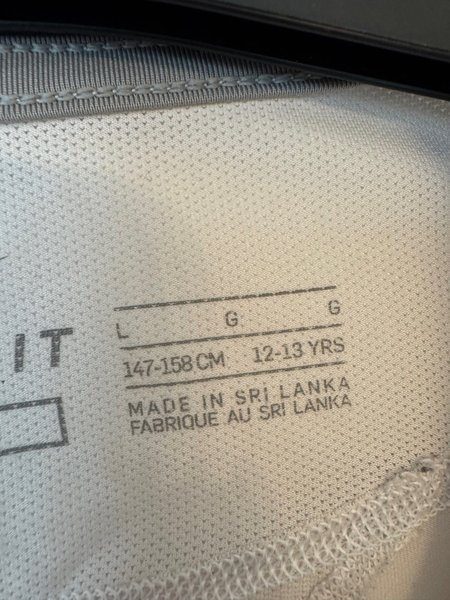 IT
L G G
147-158 CM 12-13 YRS
MADE IN SRI LANKA
FABRIQUE AU SRI LANKA